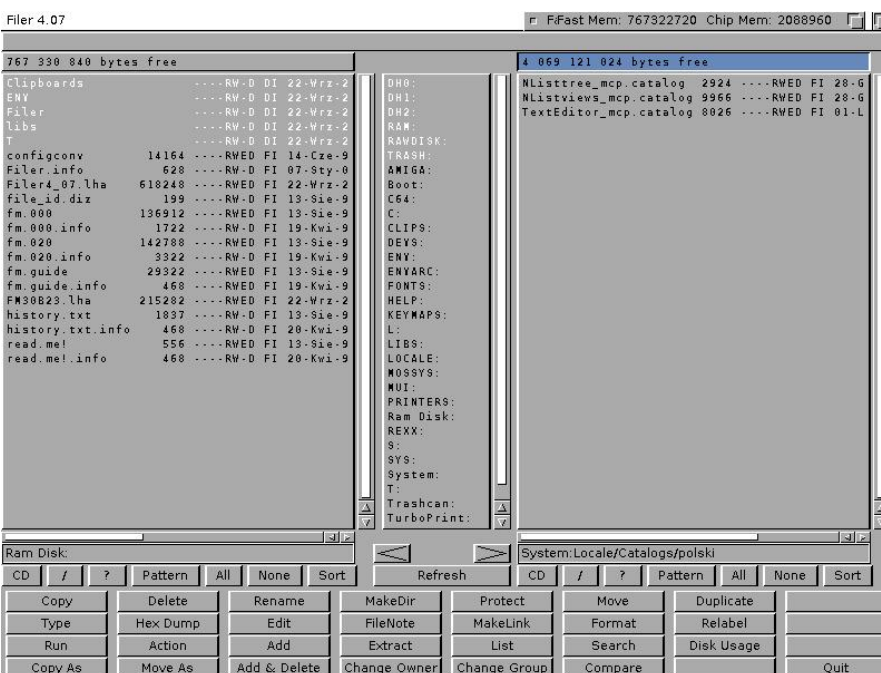 Filer 4.07
Fast Mem: 767322720 Chip Mem: 2088960
767 330 840 bytes free
Clipboards ----RW-D DI 22-Wrz-2
ENV ----RW-D DI 22-Wrz-2
Filer ----RW-D DI 22-Wrz-2
libs ----RW-D DI 22-Wrz-2
T ----RW-D DI 22-Wrz-2
configconv 14164 ----RWED FI 14-Cze-9
Filer.info 628 ----RW-D FI 07-Sty-0
Filer4_07.lha 618248 ----RWED FI 22-Wrz-2
file_id.diz 199 ----RW-D FI 13-Sie-9
fm.000 136912 ----RWED FI 13-Sie-9
fm.000.info 1722 ----RW-D FI 19-Kwi-9
fm.020 142788 ----RWED FI 13-Sie-9
fm.020.info 3322 ----RW-D FI 19-Kwi-9
fm.guide 29322 ----RWED FI 13-Sie-9
fm.guide.info 468 ----RW-D FI 19-Kwi-9
FM30B23.lha 215282 ----RWED FI 22-Wrz-2
history.txt 1837 ----RW-D FI 13-Sie-9
history.txt.info 468 ----RW-D FI 20-Kwi-9
read.me! 556 ----RWED FI 13-Sie-9
read.me!.info 468 ----RW-D FI 20-Kwi-9
DH0:
DH1:
DH2:
RAM:
RAWDISK:
TRASH:
AMIGA:
Boot:
C64:
C:
CLIPS:
DEVS:
ENV:
ENVARC:
FONTS:
HELP:
KEYMAPS:
L:
LIBS:
LOCALE:
MOSSYS:
MUI:
PRINTERS:
Ram Disk:
REXX:
S:
SYS:
System:
T:
Trashcan:
TurboPrint:
4 069 121 024 bytes free
NListtree_mcp.catalog 2924 ----RWED FI 28-G
NListviews_mcp.catalog 9966 ----RWED FI 28-G
TextEditor_mcp.catalog 8026 ----RWED FI 01-L
Ram Disk:
System:Locale/Catalogs/polski
CD / ? Pattern All None Sort Refresh CD / ? Pattern All None Sort
Copy Delete Rename MakeDir Protect Move Duplicate
Type Hex Dump Edit FileNote MakeLink Format Relabel
Run Action Add Extract List Search Disk Usage
Copy As Move As Add & Delete Change Owner Change Group Compare Quit